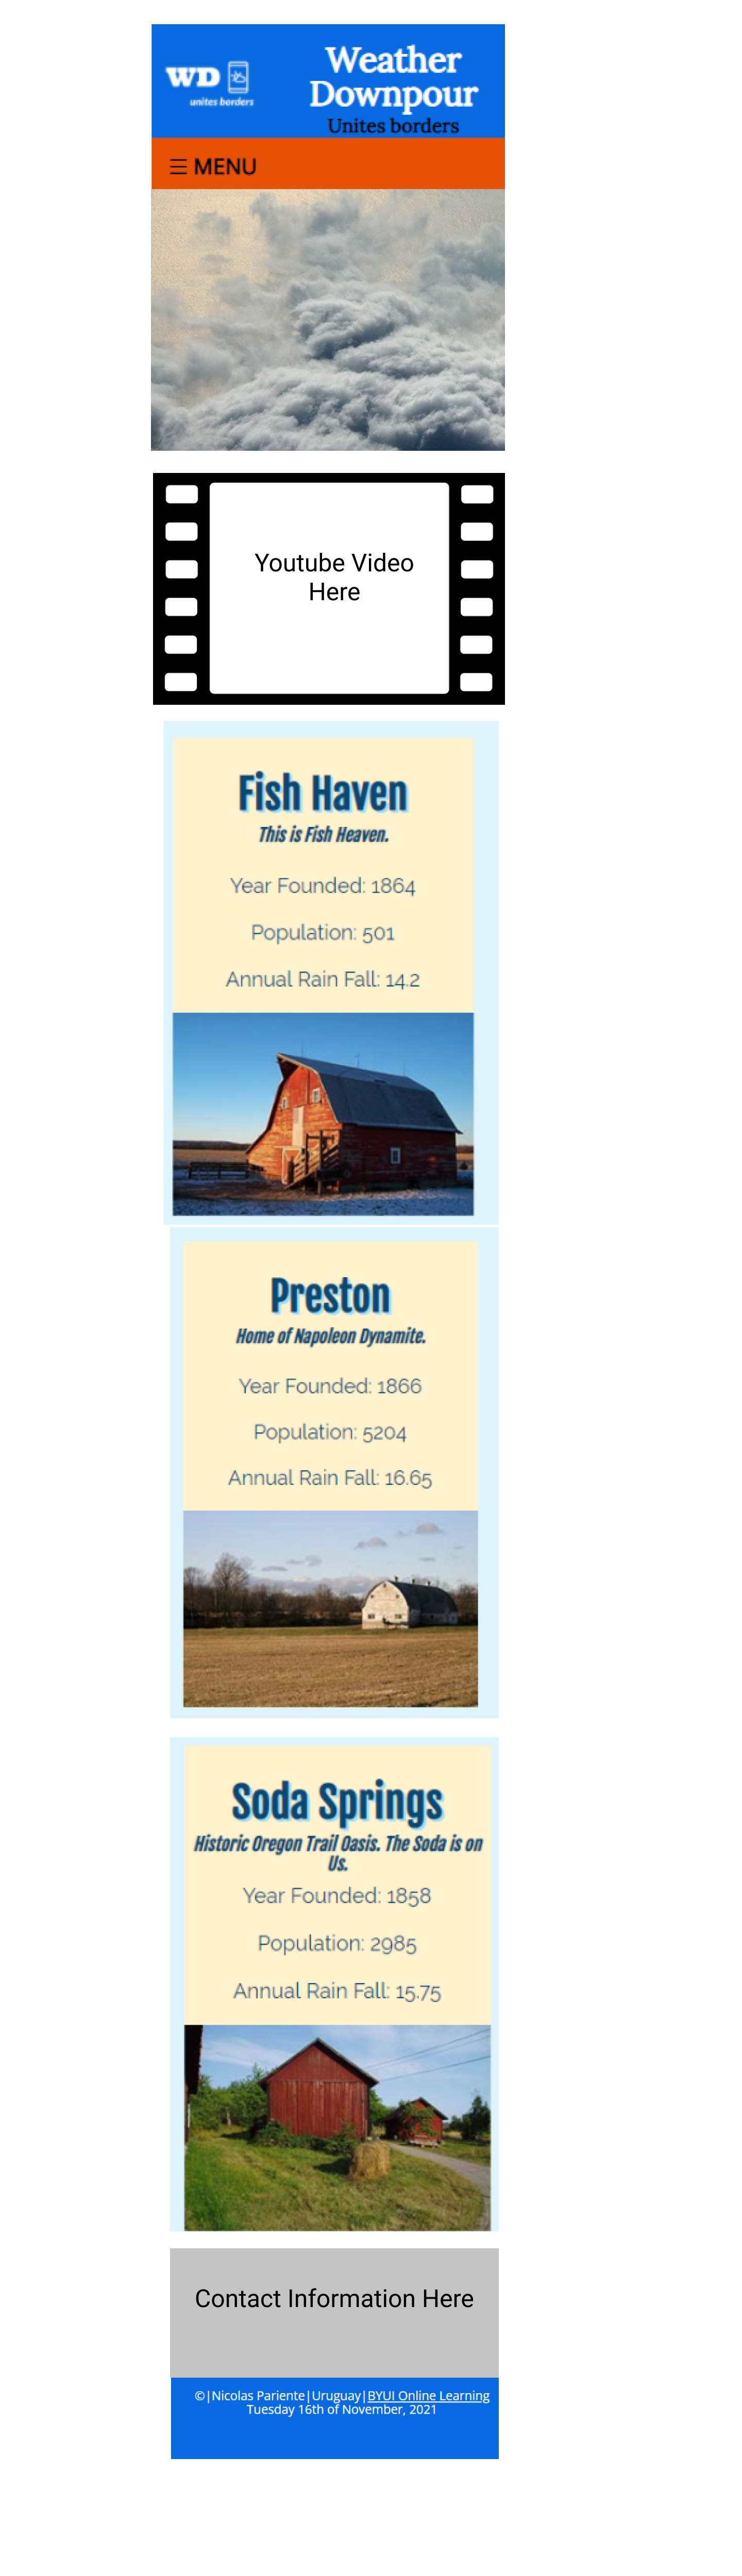 WD
unites borders
Weather
Downpour
Unites borders
MENU
Youtube Video
Here
Fish Haven
This is Fish Heaven.
Year Founded: 1864
Population: 501
Annual Rain Fall: 14.2
Preston
Home of Napoleon Dynamite.
Year Founded: 1866
Population: 5204
Annual Rain Fall: 16.65
Soda Springs
Historic Oregon Trail Oasis. The Soda is on
Us.
Year Founded: 1858
Population: 2985
Annual Rain Fall: 15.75
Contact Information Here
©|Nicolas Pariente|Uruguay|BYUI Online Learning
Tuesday 16th of November, 2021